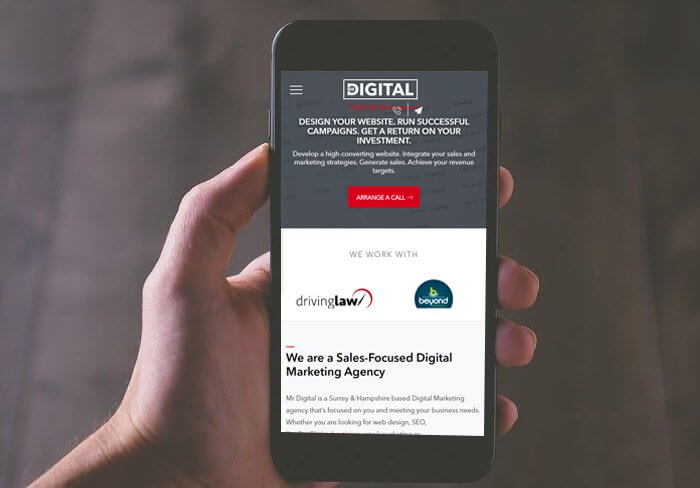 DIGITAL
DESIGN YOUR WEBSITE. RUN SUCCESSFUL
CAMPAIGNS. GET A RETURN ON YOUR
INVESTMENT.
Develop a high-converting website. Integrate your sales and
marketing strategies. Generate sales. Achieve your revenue
targets.
ARRANGE A CALL →
WE WORK WITH
drivinglaw
beyond
We are a Sales-Focused Digital
Marketing Agency
Mr Digital is a Surrey & Hampshire based Digital Marketing
agency that's focused on you and meeting your business needs.
Whether you are looking for web design, SEO,